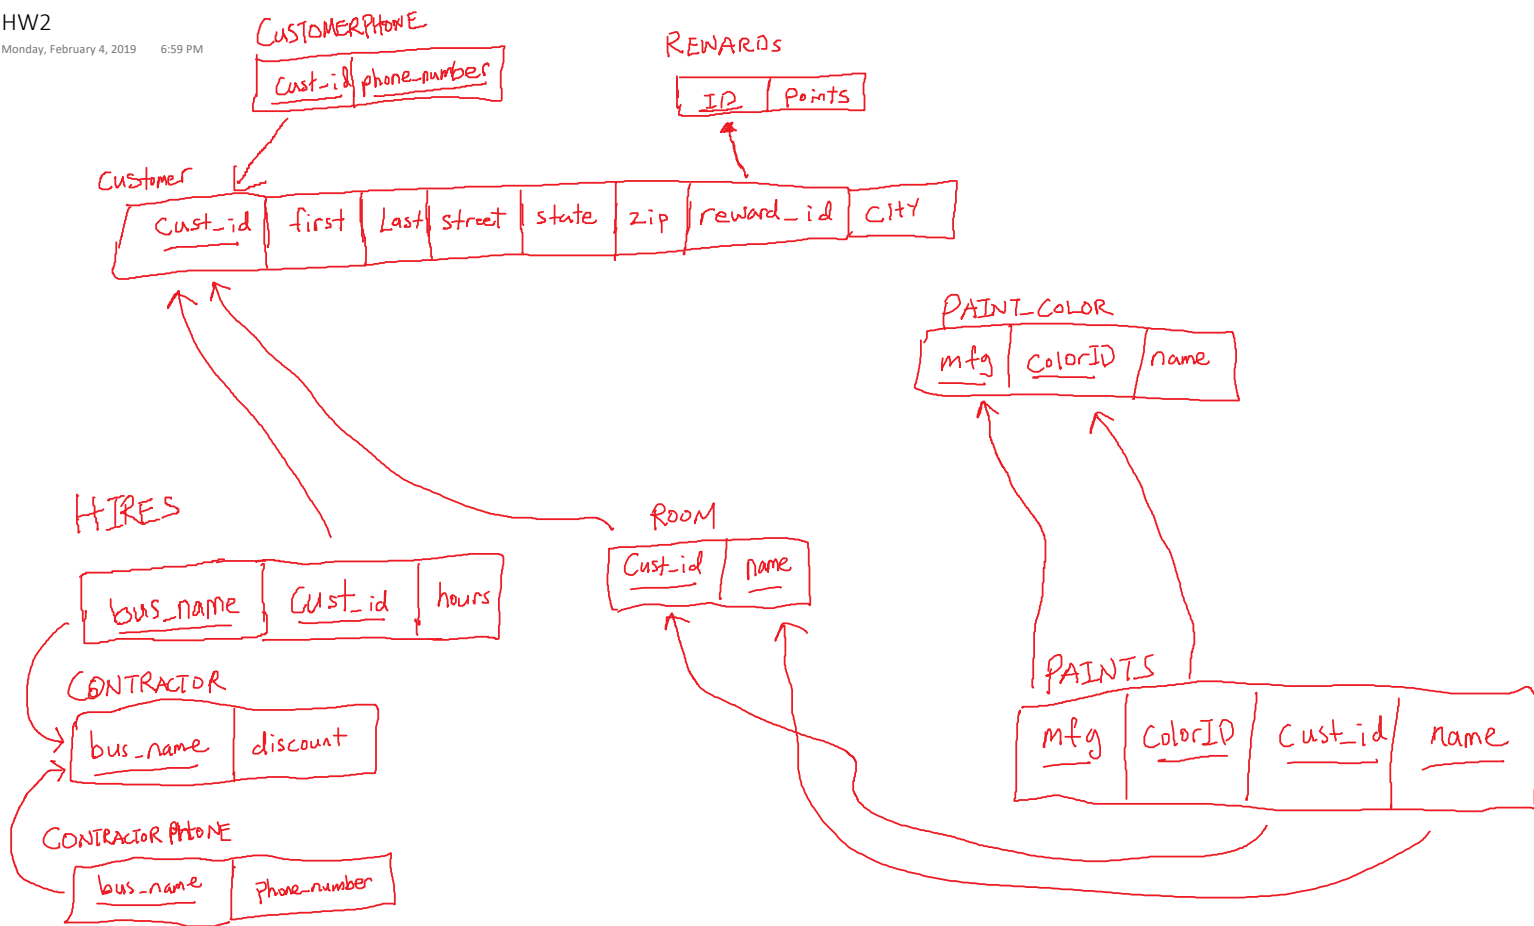 HW2
Monday, February 4, 2019 6:59 PM
CUSTOMERPHONE
Cust_id phone_number
REWARDS
ID Points
Customer
Cust_id first Last street state zip reward_id CITY
PAINT_COLOR
mfg ColorID name
HIRES
bus_name Cust_id hours
ROOM
Cust_id name
CONTRACTOR
bus_name discount
PAINTS
mfg ColorID Cust_id name
CONTRACTORPHONE
bus_name Phone_number